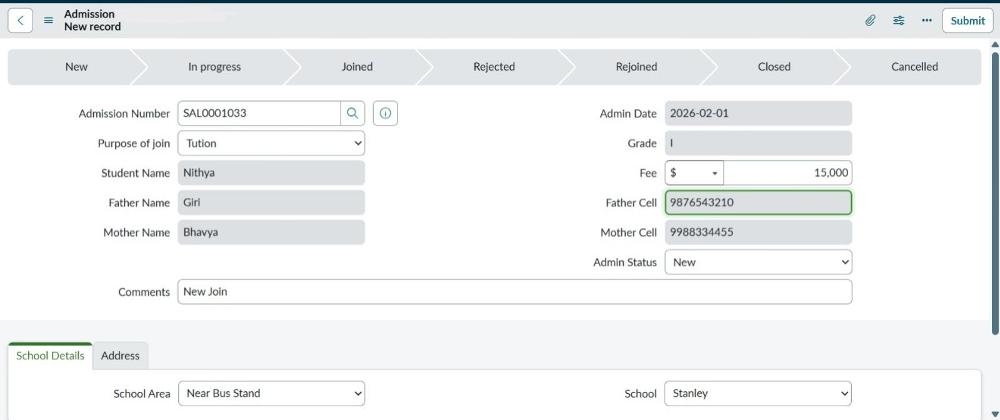 Admission
New record
Submit
New
In progress
Joined
Rejected
Rejoined
Closed
Cancelled
Admission Number SAL0001033
Admin Date 2026-02-01
Purpose of join Tution
Grade I
Student Name Nithya
Fee $ 15,000
Father Name Giri
Father Cell 9876543210
Mother Name Bhavya
Mother Cell 9988334455
Admin Status New
Comments New Join
School Details
Address
School Area Near Bus Stand
School Stanley